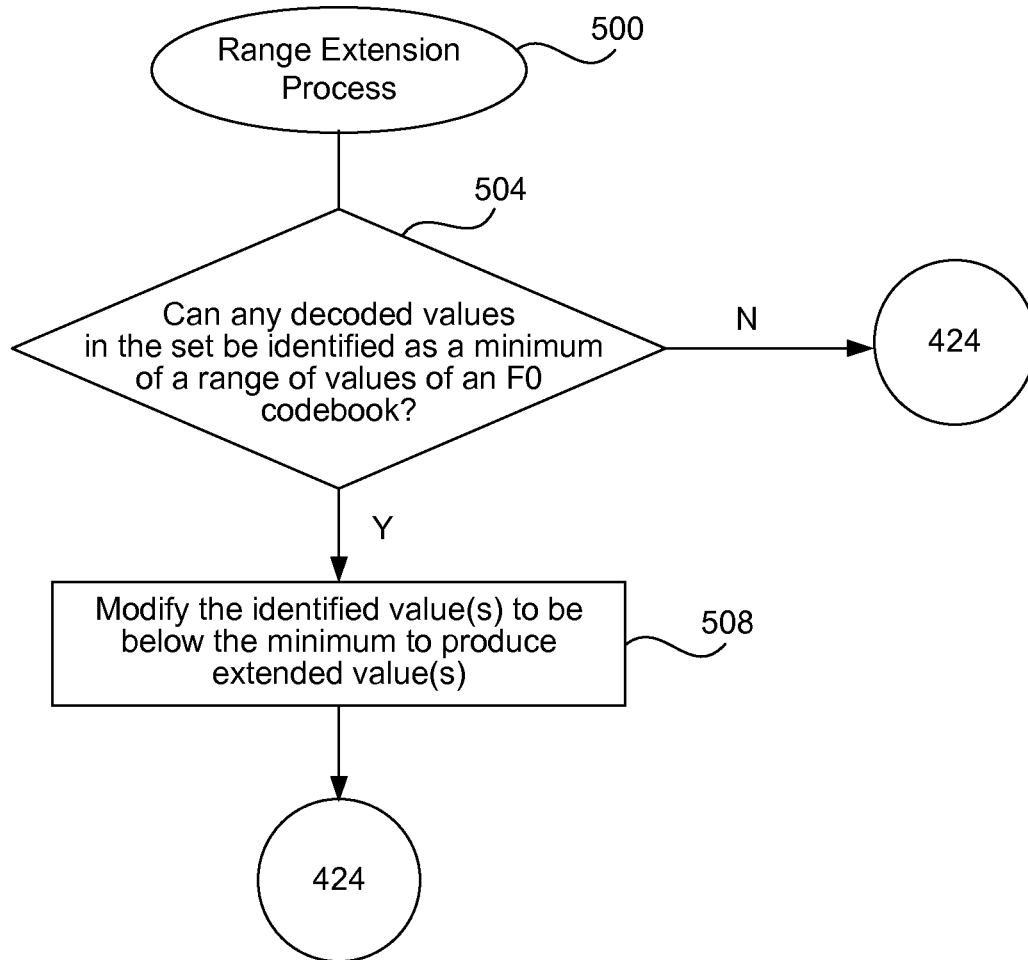 Range Extension
Process
500
504
Can any decoded values
in the set be identified as a minimum
of a range of values of an F0
codebook?
N
424
Y
Modify the identified value(s) to be
below the minimum to produce
extended value(s)
508
424